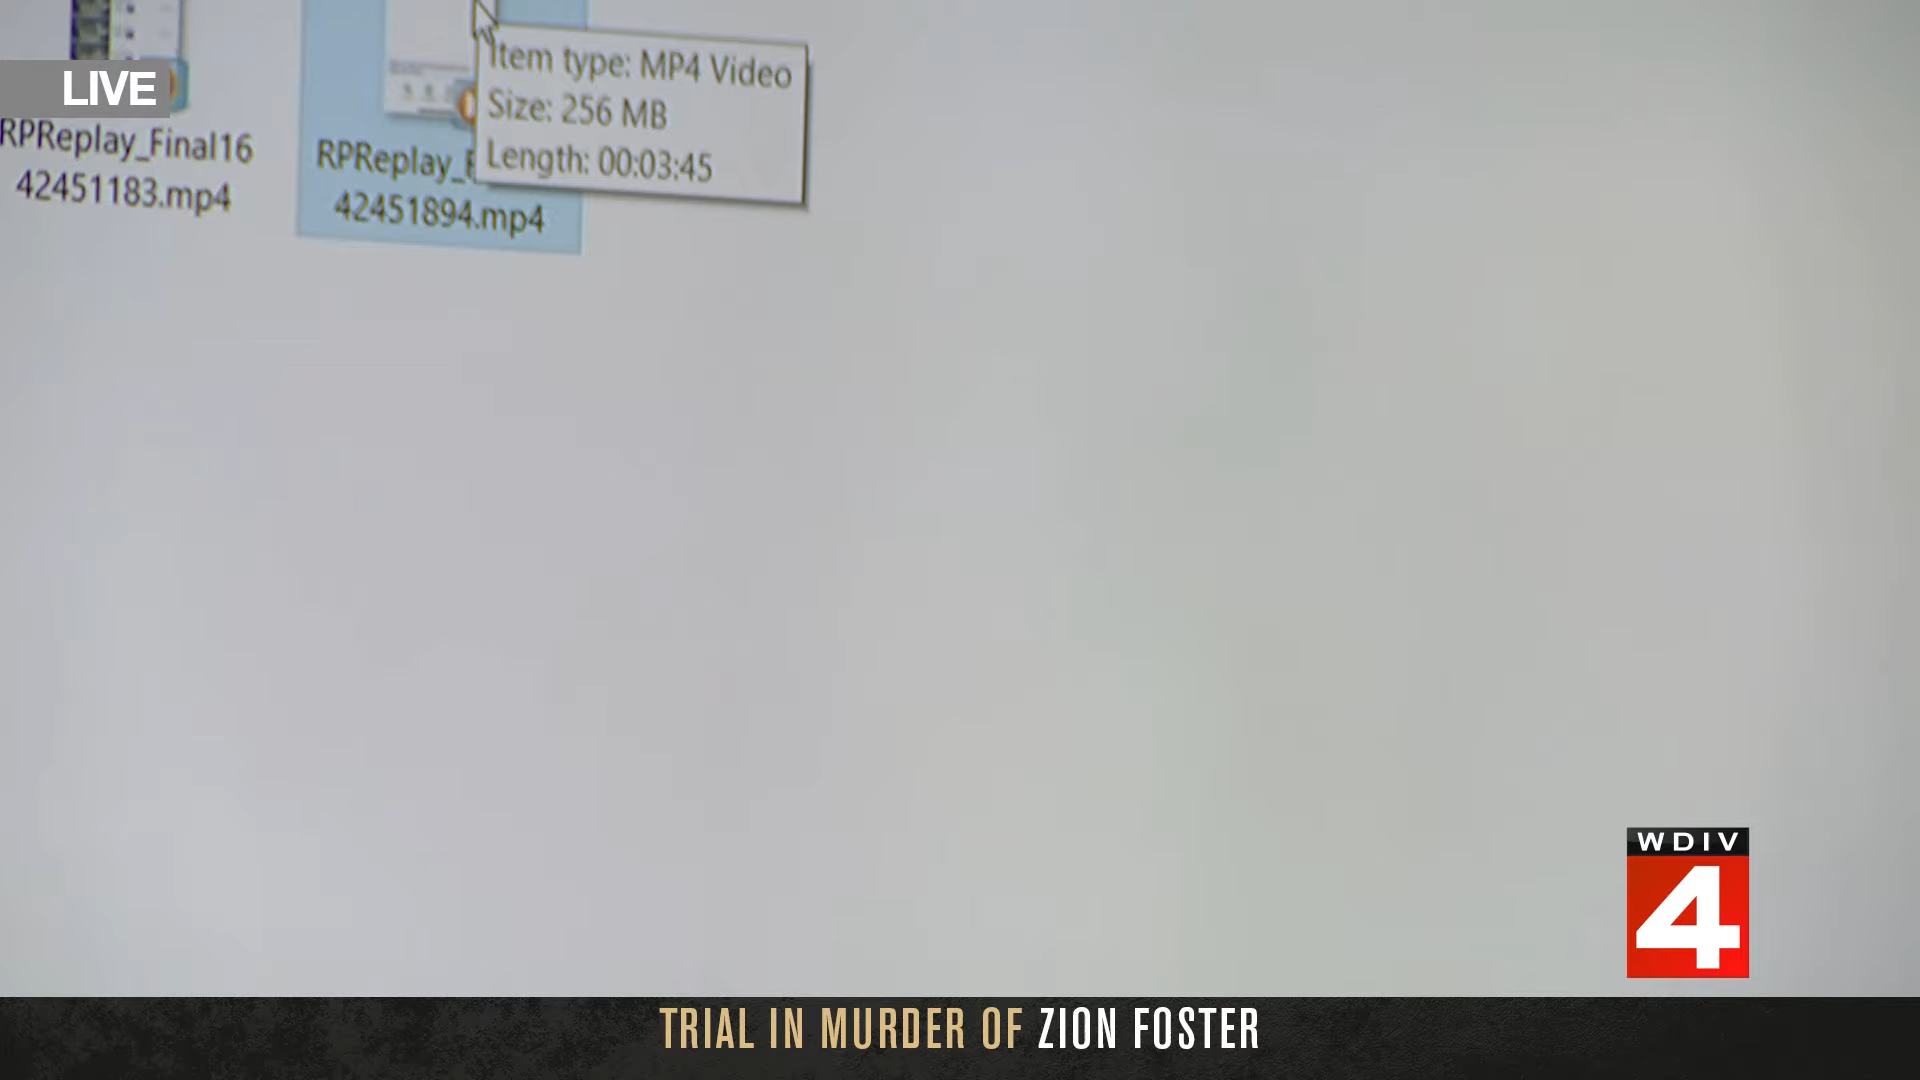 LIVE
RPReplay_Final16
42451183.mp4
RPReplay_
42451894.mp4
Item type: MP4 Video
Size: 256 MB
Length: 00:03:45
WDIV
4
TRIAL IN MURDER OF ZION FOSTER